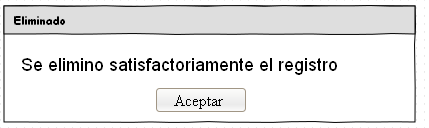 Eliminado
Se elimino satisfactoriamente el registro
Aceptar